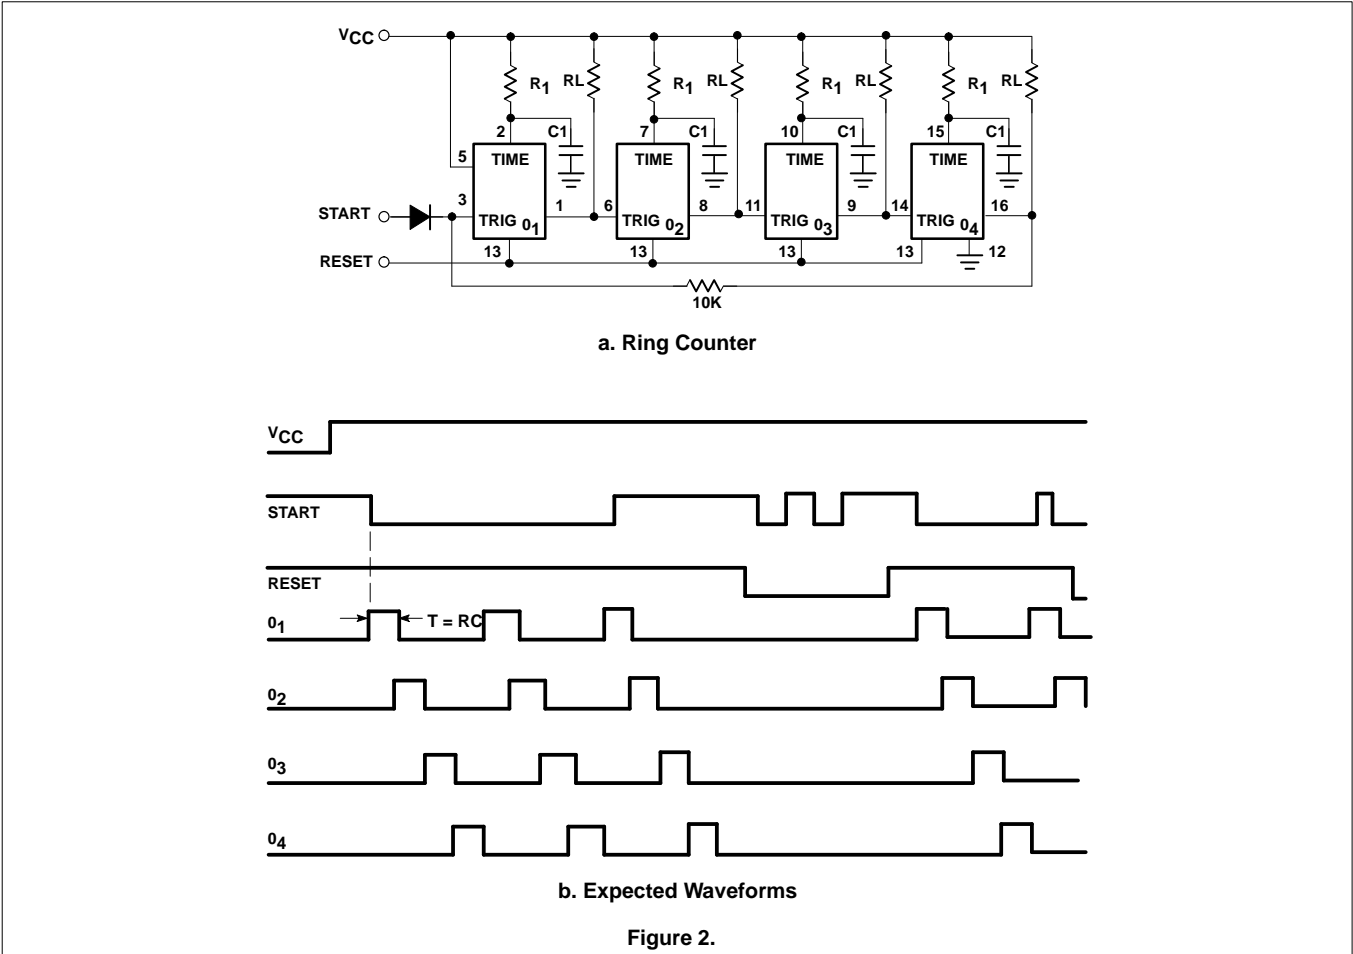 VCC
R1 RL R1 RL R1 RL R1 RL
2 C1 7 C1 10 C1 15 C1
5 TIME TIME TIME TIME
START 3 TRIG 01 1 6 TRIG 02 8 11 TRIG 03 9 14 TRIG 04 16
RESET 13 13 13 13 12
10K
a. Ring Counter
VCC
START
RESET
01 T = RC
02
03
04
b. Expected Waveforms
Figure 2.